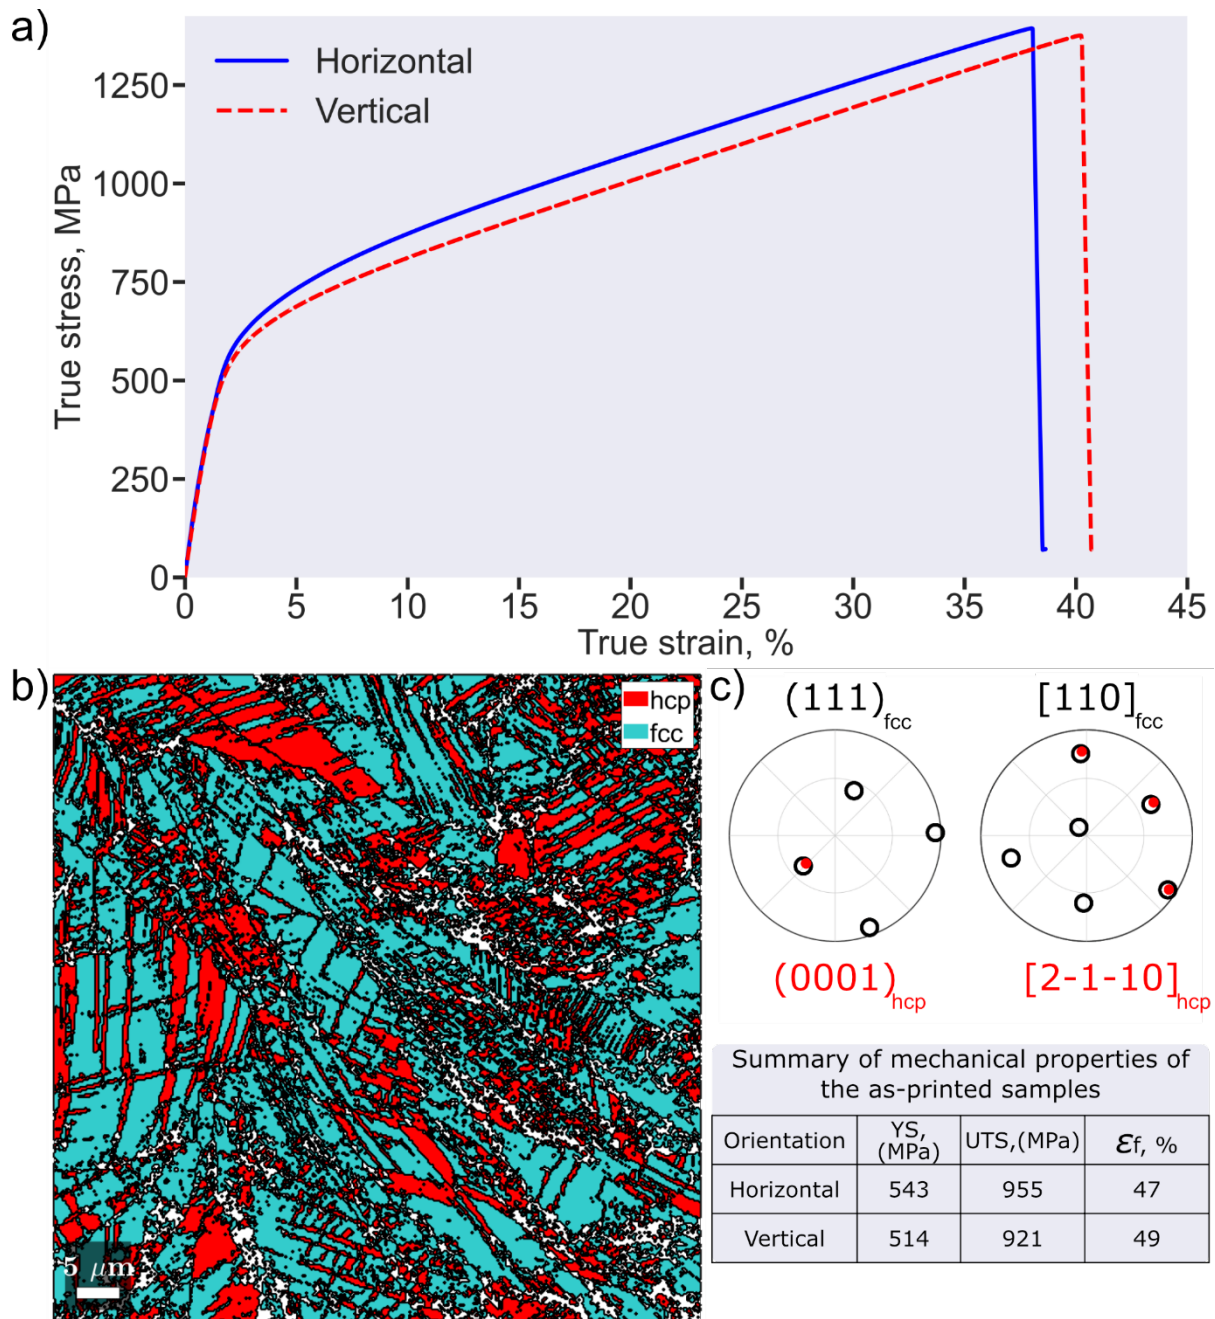 a)
Horizontal
Vertical
True stress, MPa
1250
1000
750
500
250
0
0 5 10 15 20 25 30 35 40 45
True strain, %
b)
hcp
fcc
5 μm
c)
(111)fcc
[110]fcc
(0001)hcp
[2-1-10]hcp
Summary of mechanical properties of
the as-printed samples
Orientation YS, (MPa) UTS,(MPa) Ɛf, %
Horizontal 543 955 47
Vertical 514 921 49